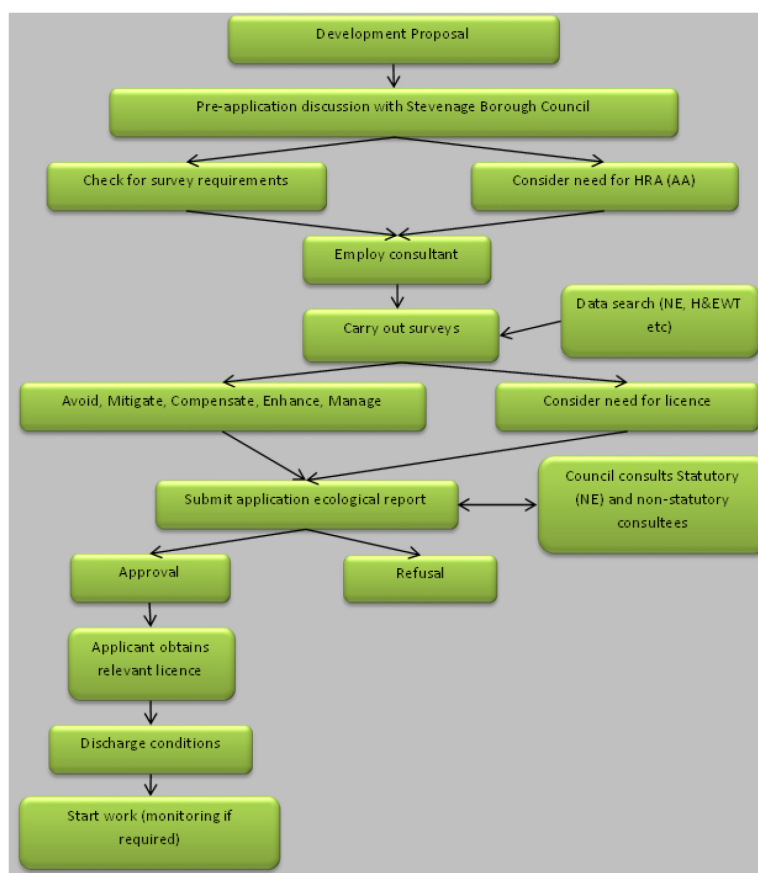 Development Proposal
Pre-application discussion with Stevenage Borough Council
Check for survey requirements
Consider need for HRA (AA)
Employ consultant
Data search (NE, H&EWT
etc)
Carry out surveys
Avoid, Mitigate, Compensate, Enhance, Manage
Consider need for licence
Submit application ecological report
Council consults Statutory
(NE) and non-statutory
consultees
Approval
Refusal
Applicant obtains
relevant licence
Discharge conditions
Start work (monitoring if
required)